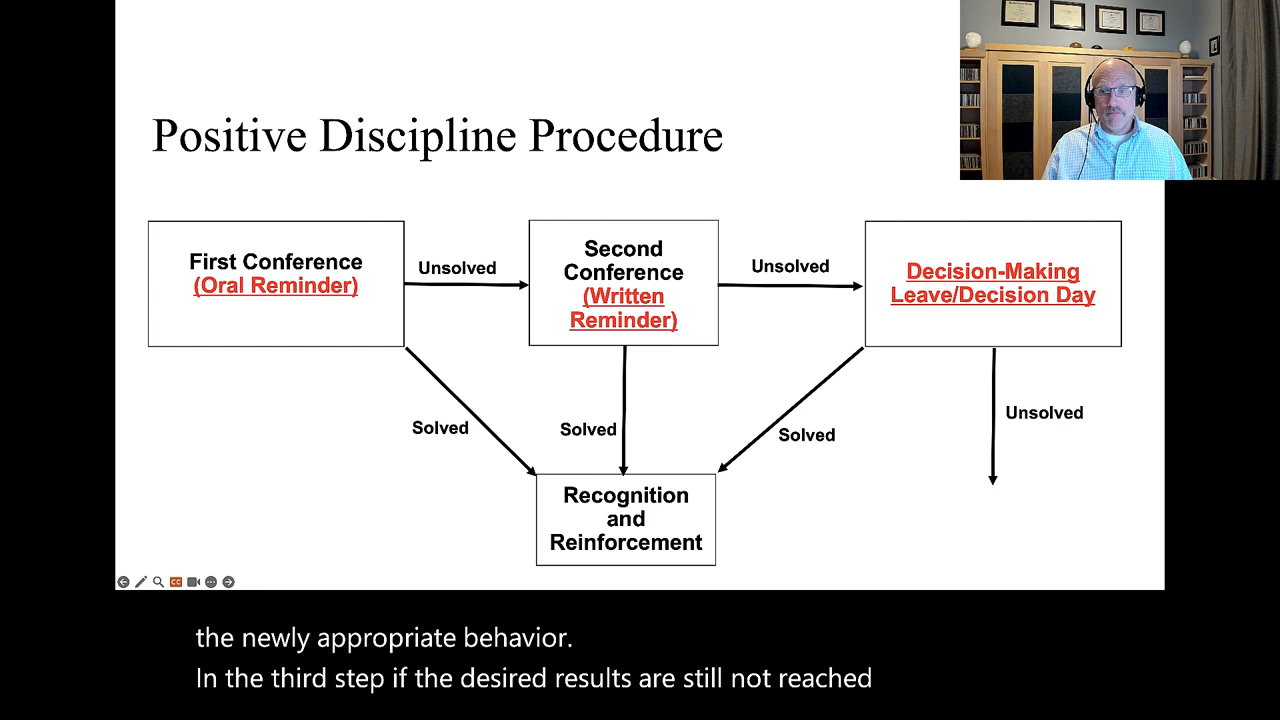 Positive Discipline Procedure
First Conference
(Oral Reminder)
Unsolved
Second
Conference
(Written
Reminder)
Unsolved
Decision-Making
Leave/Decision Day
Solved
Solved
Solved
Unsolved
Recognition
and
Reinforcement
CC
the newly appropriate behavior.
In the third step if the desired results are still not reached